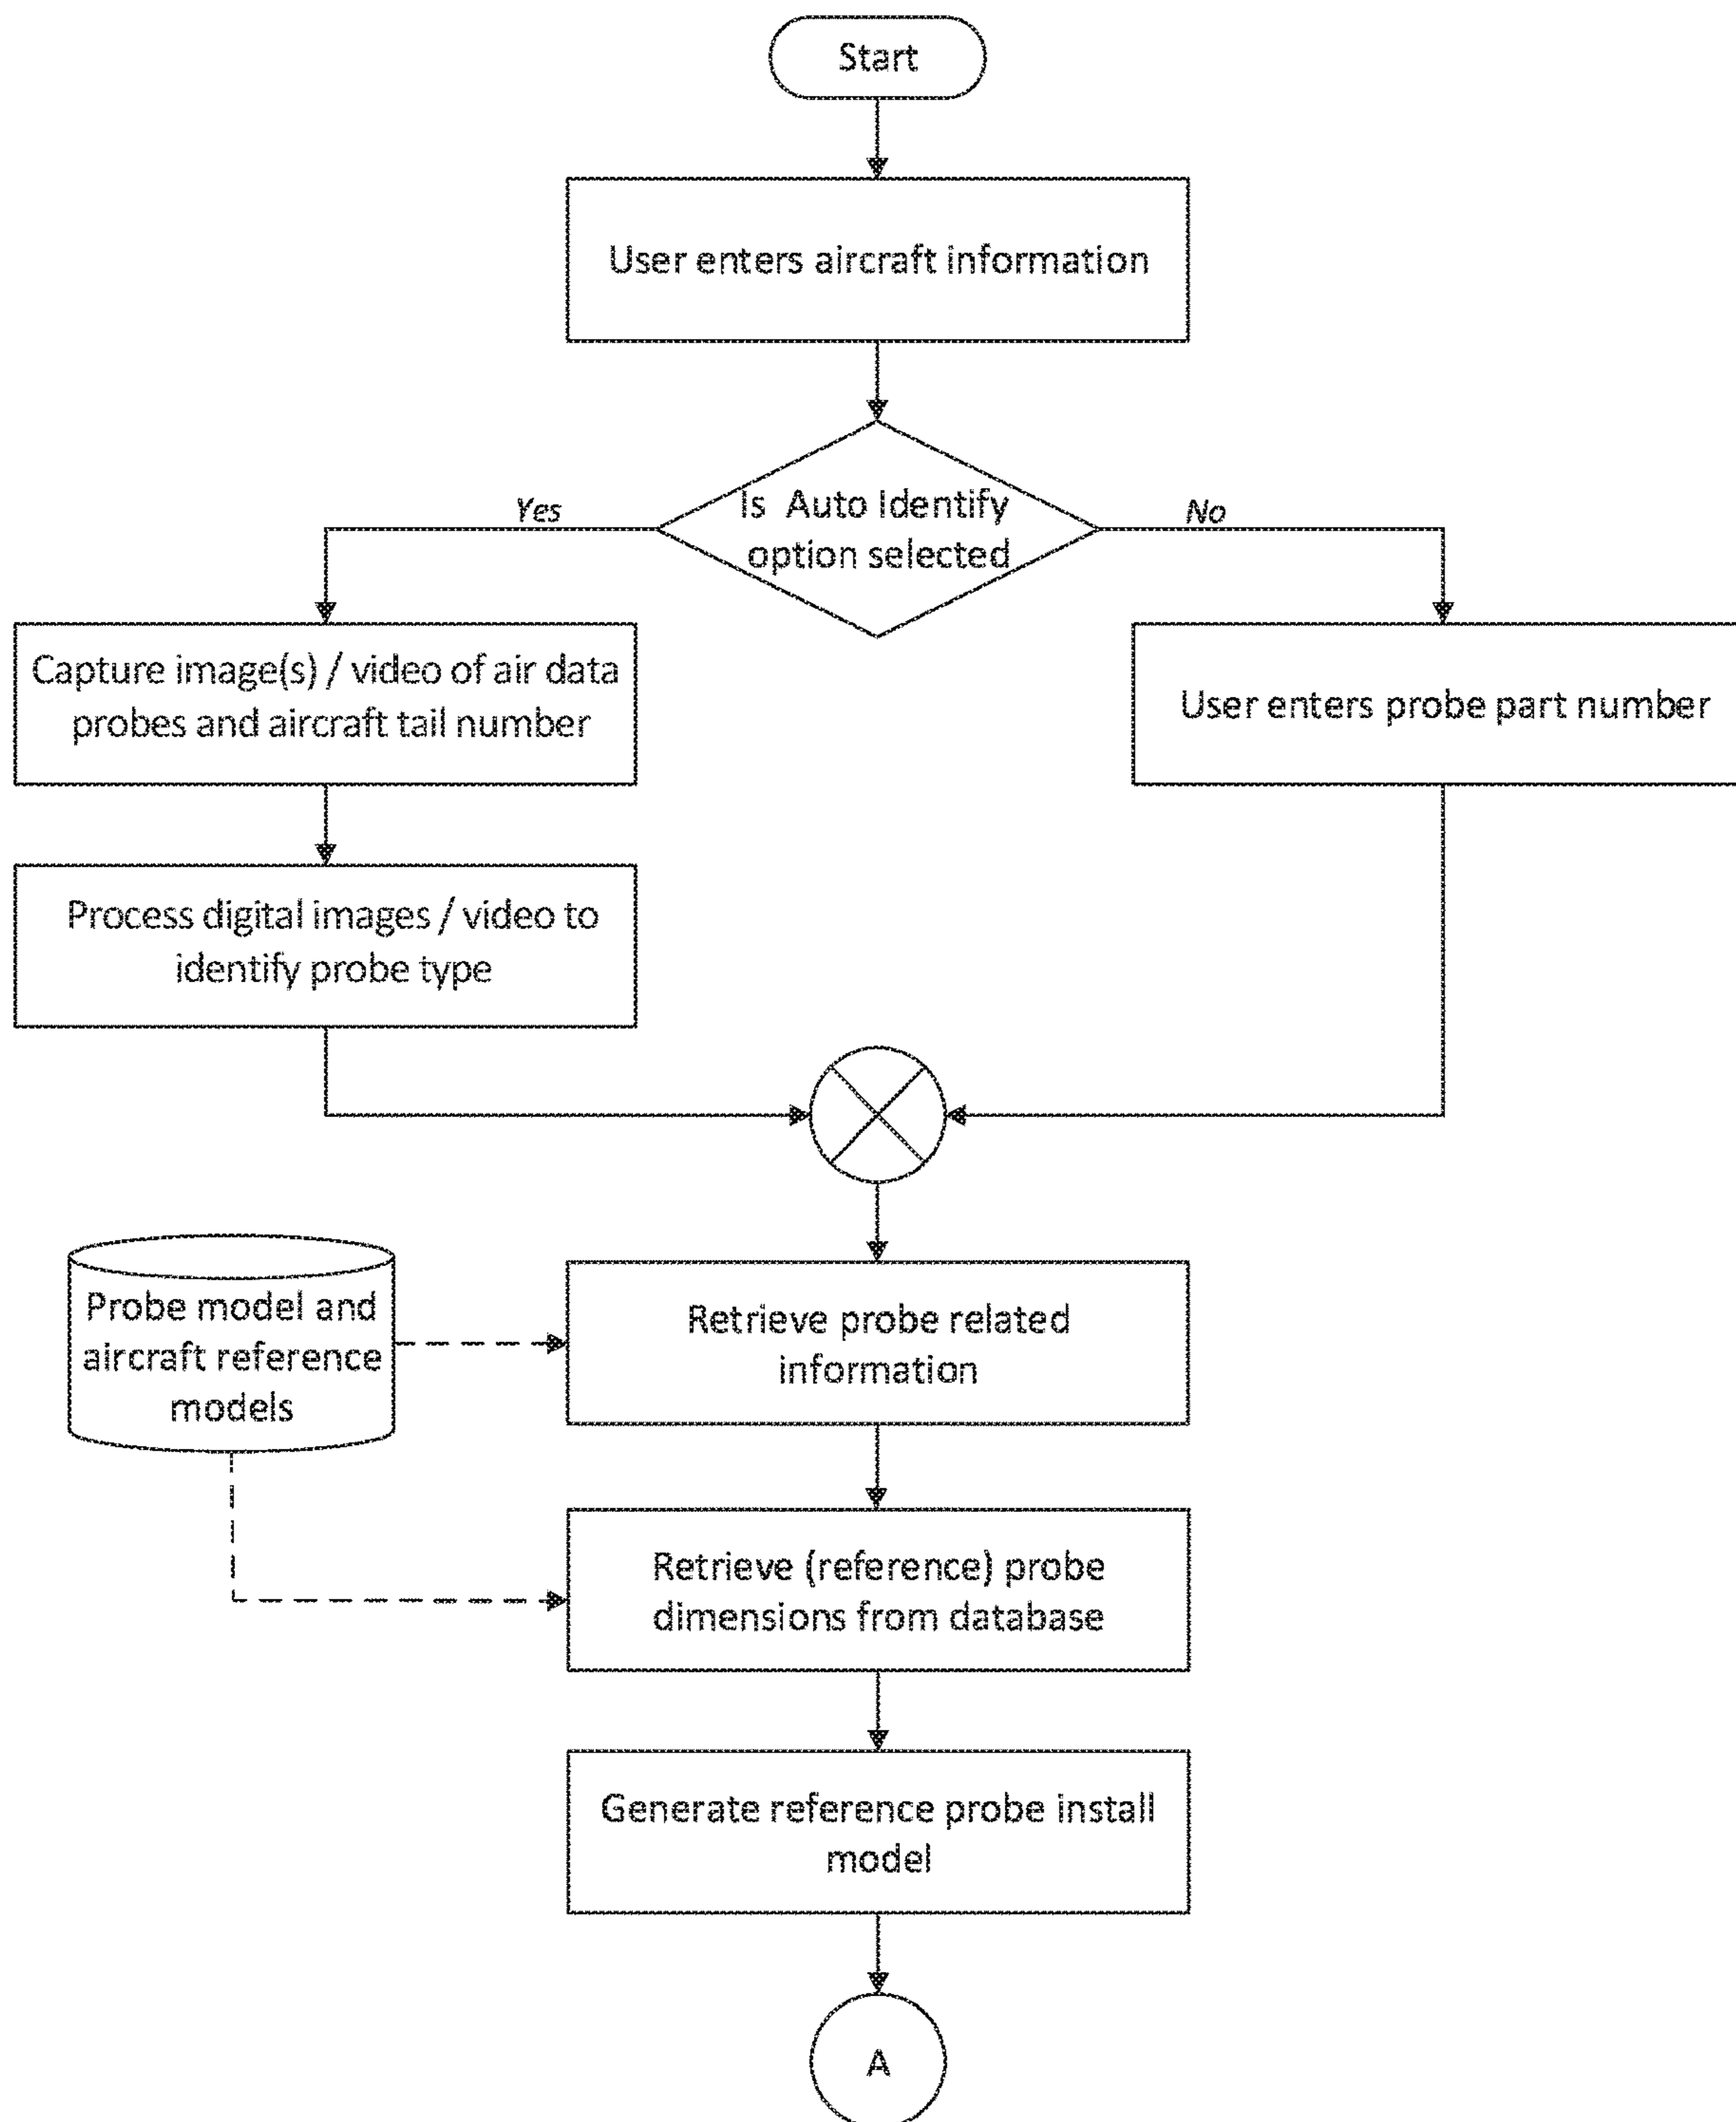 Start
User enters aircraft information
Is Auto Identify
option selected
Yes
No
Capture image(s) / video of air data
probes and aircraft tail number
User enters probe part number
Process digital images / video to
identify probe type
Probe model and
aircraft reference
models
Retrieve probe related
information
Retrieve (reference) probe
dimensions from database
Generate reference probe install
model
A